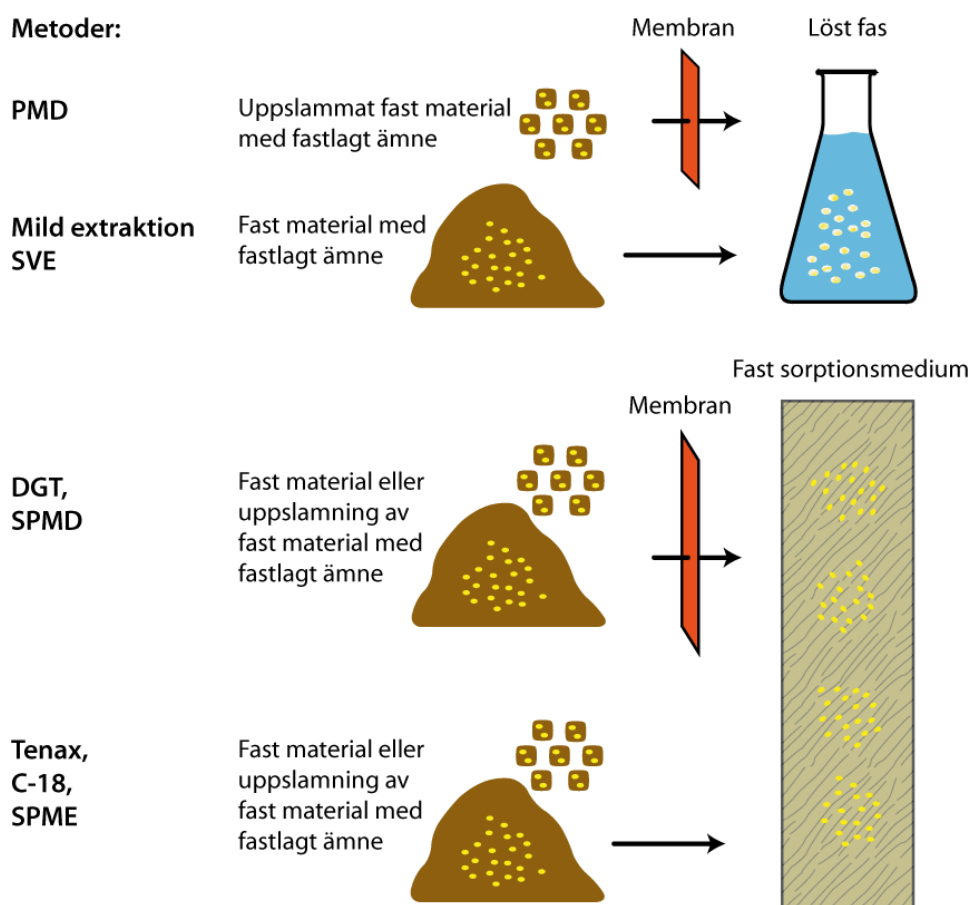 Metoder:
Membran
Löst fas
PMD
Uppslammat fast material
med fastlagt ämne
Mild extraktion
SVE
Fast material med
fastlagt ämne
Fast sorptionsmedium
Membran
DGT,
SPMD
Fast material eller
uppslamning av
fast material med
fastlagt ämne
Tenax,
C-18,
SPME
Fast material eller
uppslamning av
fast material med
fastlagt ämne